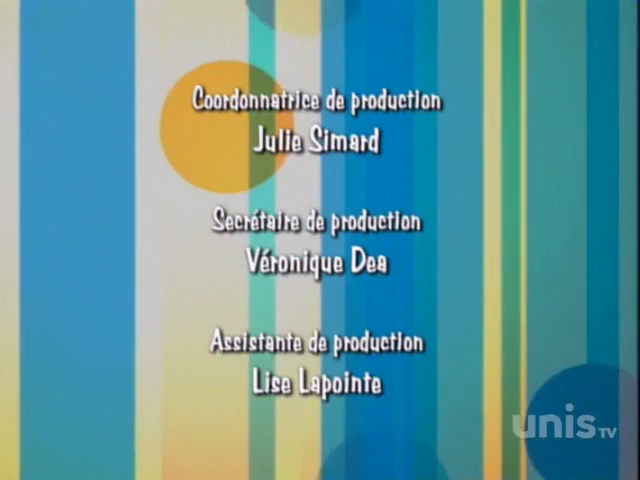 Coordonnatrice de production
Julie Simard
Secrétaire de production
Véronique Dea
Assistante de production
Lise Lapointe
unis TV